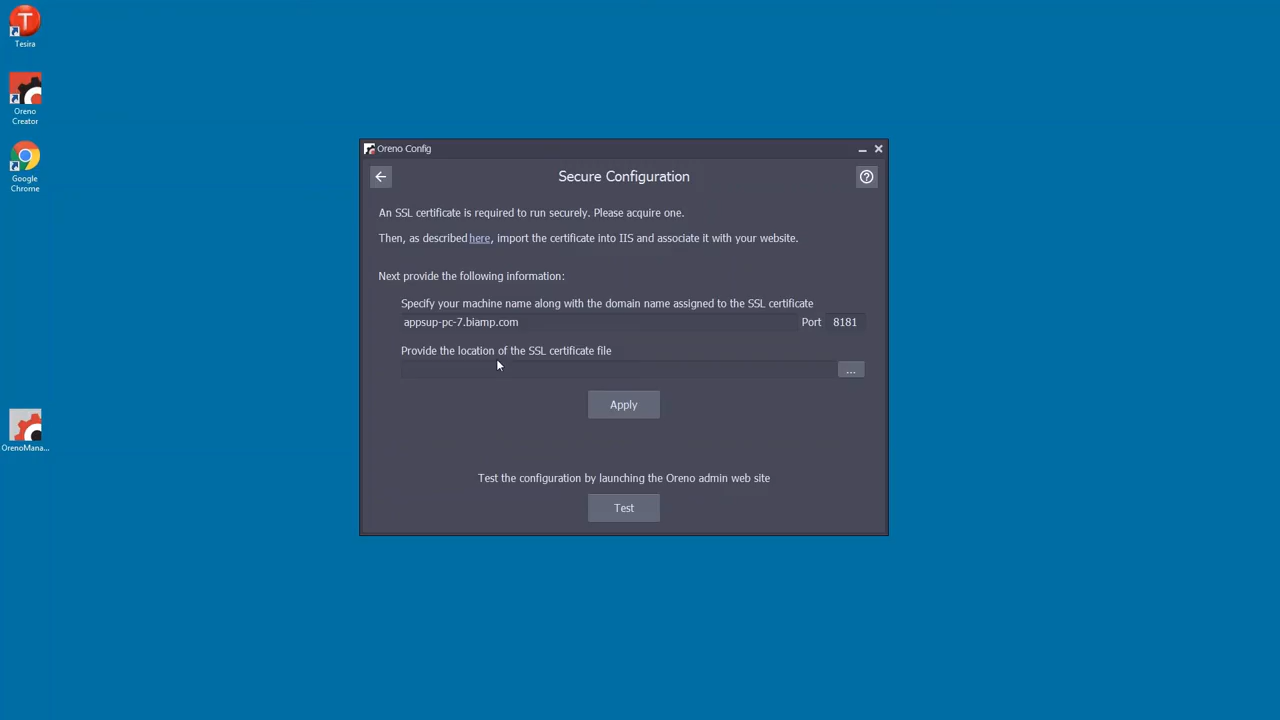 Tesira
Oreno
Creator
Google
Chrome
OrenoMana...
Oreno Config
Secure Configuration
An SSL certificate is required to run securely. Please acquire one.
Then, as described here, import the certificate into IIS and associate it with your website.
Next provide the following information:
Specify your machine name along with the domain name assigned to the SSL certificate
appsup-pc-7.biamp.com Port 8181
Provide the location of the SSL certificate file
...
Apply
Test the configuration by launching the Oreno admin web site
Test